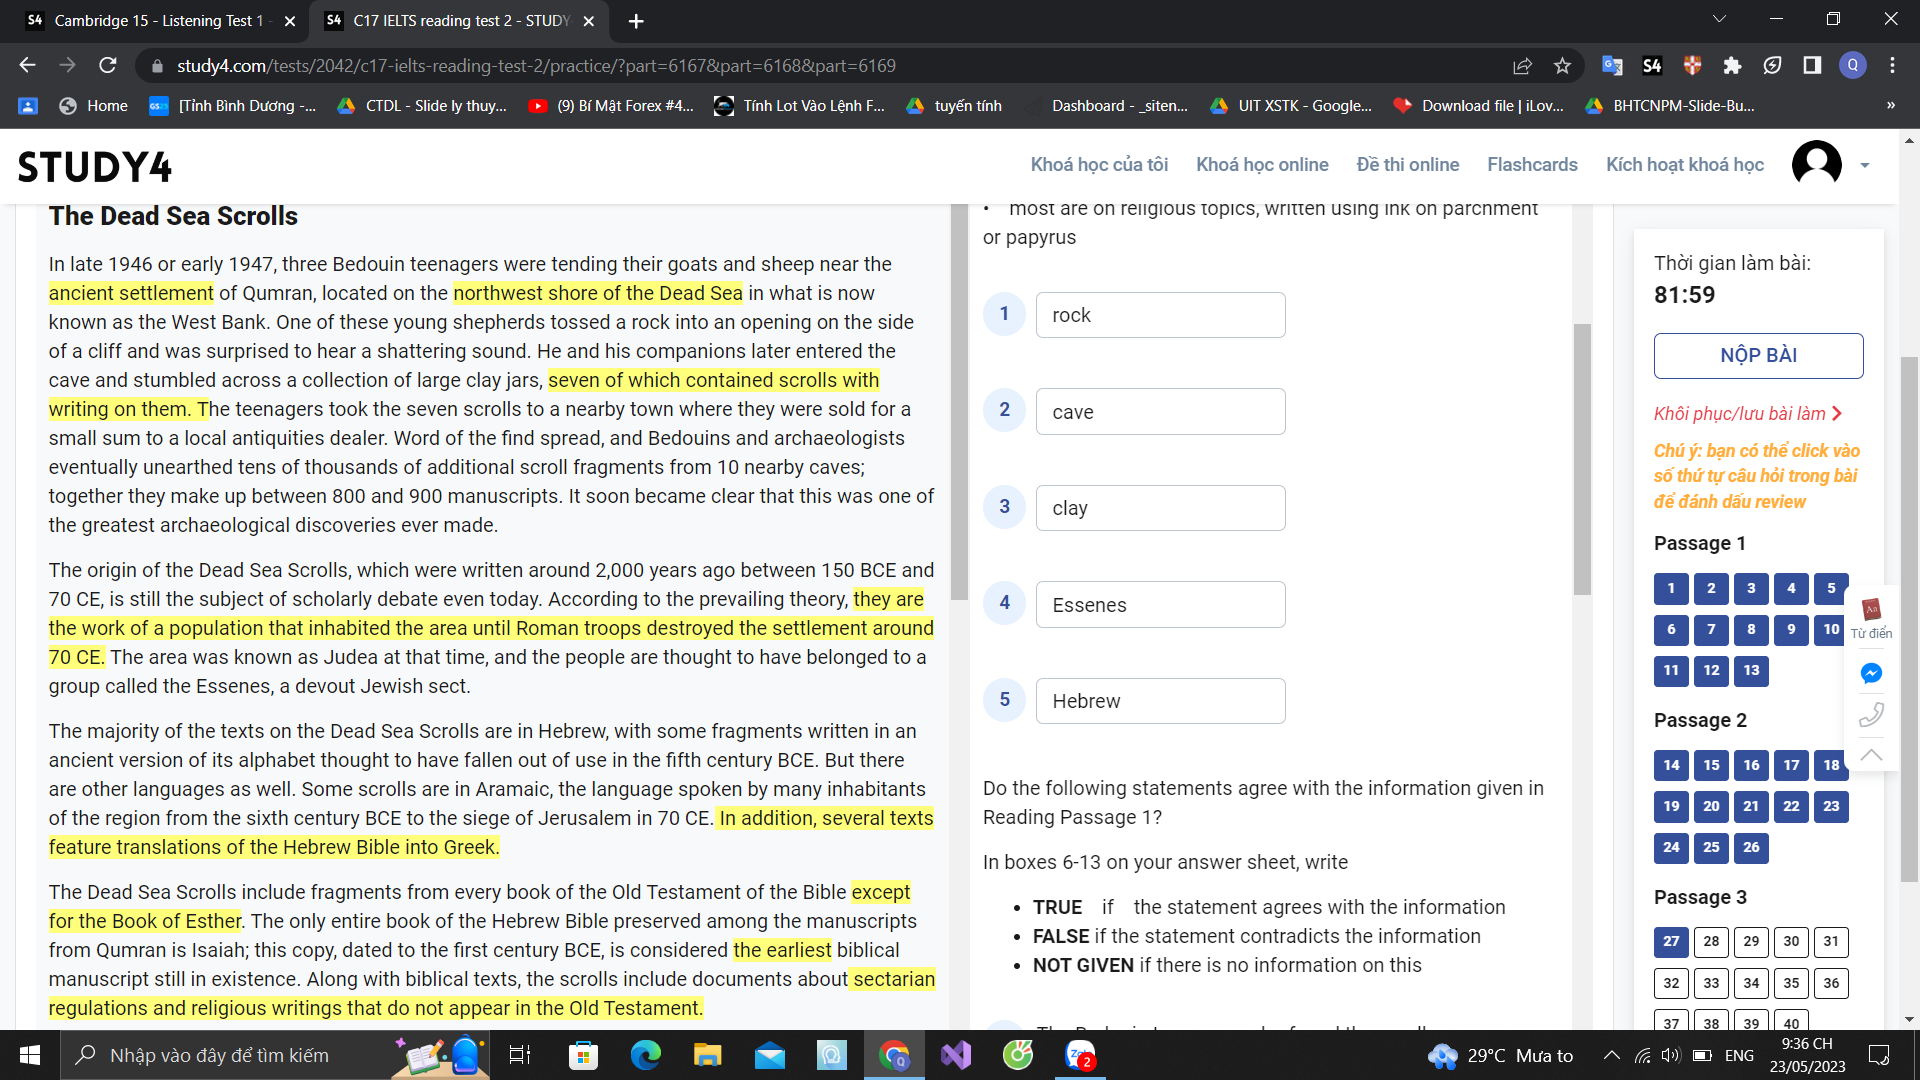 S4 Cambridge 15 - Listening Test 1 -
S4 C17 IELTS reading test 2 - STUDY
study4.com/tests/2042/c17-ielts-reading-test-2/practice/?part=6167&part=6168&part=6169
S4
Q
Home
[Tỉnh Bình Dương -...
CTDL - Slide ly thuy...
(9) Bí Mật Forex #4...
Tính Lot Vào Lệnh F...
tuyến tính
Dashboard - _siten...
UIT XSTK - Google...
Download file | iLov...
BHTCNPM-Slide-Bu...
»
STUDY4
Khoá học của tôi
Khoá học online
Đề thi online
Flashcards
Kích hoạt khoá học
The Dead Sea Scrolls
In late 1946 or early 1947, three Bedouin teenagers were tending their goats and sheep near the
ancient settlement of Qumran, located on the northwest shore of the Dead Sea in what is now
known as the West Bank. One of these young shepherds tossed a rock into an opening on the side
of a cliff and was surprised to hear a shattering sound. He and his companions later entered the
cave and stumbled across a collection of large clay jars, seven of which contained scrolls with
writing on them. The teenagers took the seven scrolls to a nearby town where they were sold for a
small sum to a local antiquities dealer. Word of the find spread, and Bedouins and archaeologists
eventually unearthed tens of thousands of additional scroll fragments from 10 nearby caves;
together they make up between 800 and 900 manuscripts. It soon became clear that this was one of
the greatest archaeological discoveries ever made.
The origin of the Dead Sea Scrolls, which were written around 2,000 years ago between 150 BCE and
70 CE, is still the subject of scholarly debate even today. According to the prevailing theory, they are
the work of a population that inhabited the area until Roman troops destroyed the settlement around
70 CE. The area was known as Judea at that time, and the people are thought to have belonged to a
group called the Essenes, a devout Jewish sect.
The majority of the texts on the Dead Sea Scrolls are in Hebrew, with some fragments written in an
ancient version of its alphabet thought to have fallen out of use in the fifth century BCE. But there
are other languages as well. Some scrolls are in Aramaic, the language spoken by many inhabitants
of the region from the sixth century BCE to the siege of Jerusalem in 70 CE. In addition, several texts
feature translations of the Hebrew Bible into Greek.
The Dead Sea Scrolls include fragments from every book of the Old Testament of the Bible except
for the Book of Esther. The only entire book of the Hebrew Bible preserved among the manuscripts
from Qumran is Isaiah; this copy, dated to the first century BCE, is considered the earliest biblical
manuscript still in existence. Along with biblical texts, the scrolls include documents about sectarian
regulations and religious writings that do not appear in the Old Testament.
• most are on religious topics, written using ink on parchment
or papyrus
1 rock
2 cave
3 clay
4 Essenes
5 Hebrew
Do the following statements agree with the information given in
Reading Passage 1?
In boxes 6-13 on your answer sheet, write
• TRUE if the statement agrees with the information
• FALSE if the statement contradicts the information
• NOT GIVEN if there is no information on this
Thời gian làm bài:
81:59
NỘP BÀI
Khôi phục/lưu bài làm
Chú ý: bạn có thể click vào
số thứ tự câu hỏi trong bài
để đánh dấu review
Passage 1
1 2 3 4 5
6 7 8 9 10
11 12 13
Passage 2
14 15 16 17 18
19 20 21 22 23
24 25 26
Passage 3
27 28 29 30 31
32 33 34 35 36
37 38 39 40
Từ điển
Nhập vào đây để tìm kiếm
2
29°C Mưa to
ENG
9:36 CH
23/05/2023